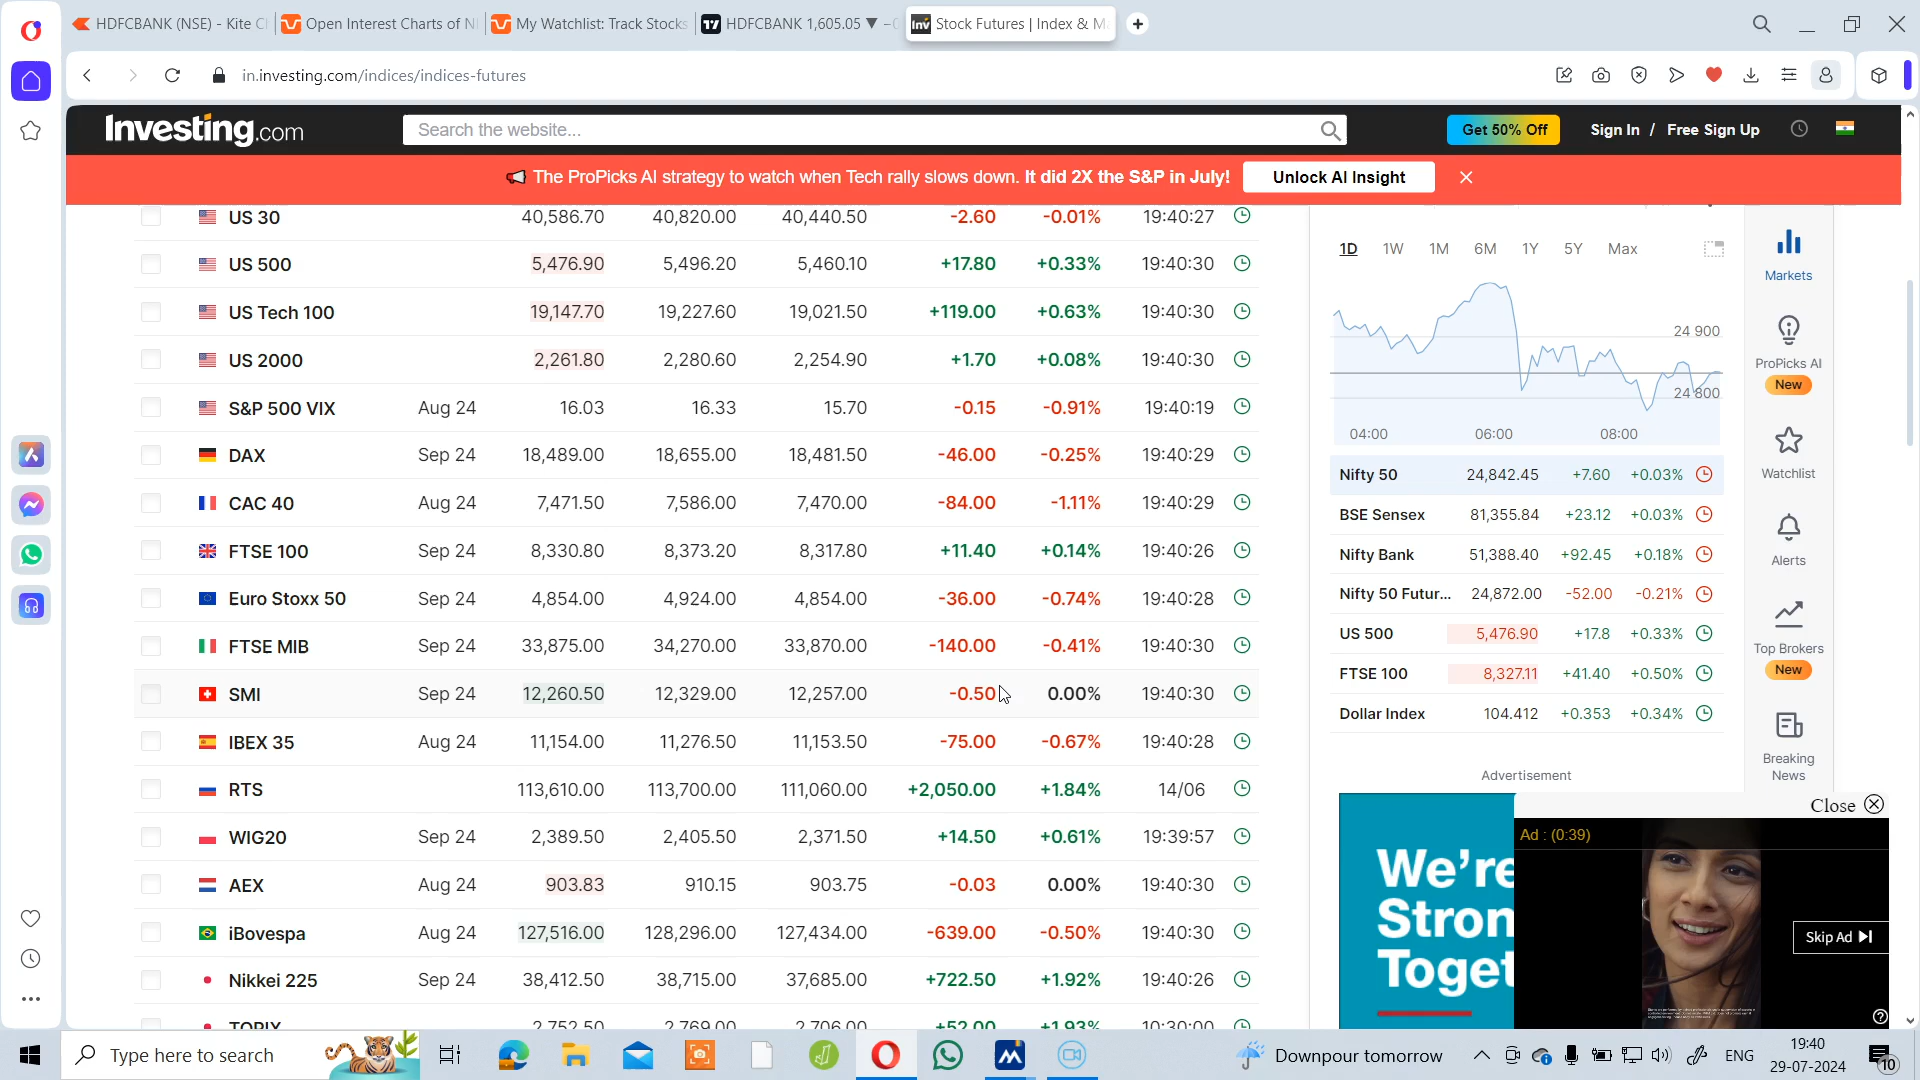 HDFCBANK (NSE) - Kite C
Open Interest Charts of N
My Watchlist: Track Stocks
HDFCBANK 1,605.05 ▼ −
Stock Futures | Index & M
in.investing.com/indices/indices-futures
Investing.com
Search the website...
Get 50% Off
Sign In / Free Sign Up
The ProPicks AI strategy to watch when Tech rally slows down. It did 2X the S&P in July!
Unlock AI Insight
US 30 40,586.70 40,820.00 40,440.50 -2.60 -0.01% 19:40:27
US 500 5,476.90 5,496.20 5,460.10 +17.80 +0.33% 19:40:30
US Tech 100 19,147.70 19,227.60 19,021.50 +119.00 +0.63% 19:40:30
US 2000 2,261.80 2,280.60 2,254.90 +1.70 +0.08% 19:40:30
S&P 500 VIX Aug 24 16.03 16.33 15.70 -0.15 -0.91% 19:40:19
DAX Sep 24 18,489.00 18,655.00 18,481.50 -46.00 -0.25% 19:40:29
CAC 40 Aug 24 7,471.50 7,586.00 7,470.00 -84.00 -1.11% 19:40:29
FTSE 100 Sep 24 8,330.80 8,373.20 8,317.80 +11.40 +0.14% 19:40:26
Euro Stoxx 50 Sep 24 4,854.00 4,924.00 4,854.00 -36.00 -0.74% 19:40:28
FTSE MIB Sep 24 33,875.00 34,270.00 33,870.00 -140.00 -0.41% 19:40:30
SMI Sep 24 12,260.50 12,329.00 12,257.00 -0.50 0.00% 19:40:30
IBEX 35 Aug 24 11,154.00 11,276.50 11,153.50 -75.00 -0.67% 19:40:28
RTS 113,610.00 113,700.00 111,060.00 +2,050.00 +1.84% 14/06
WIG20 Sep 24 2,389.50 2,405.50 2,371.50 +14.50 +0.61% 19:39:57
AEX Aug 24 903.83 910.15 903.75 -0.03 0.00% 19:40:30
iBovespa Aug 24 127,516.00 128,296.00 127,434.00 -639.00 -0.50% 19:40:30
Nikkei 225 Sep 24 38,412.50 38,715.00 37,685.00 +722.50 +1.92% 19:40:26
TOPIX 2,752.50 2,769.00 2,706.00 +52.00 +1.93% 10:30:00
1D 1W 1M 6M 1Y 5Y Max
24 900
24 800
04:00 06:00 08:00
Nifty 50 24,842.45 +7.60 +0.03%
BSE Sensex 81,355.84 +23.12 +0.03%
Nifty Bank 51,388.40 +92.45 +0.18%
Nifty 50 Futur... 24,872.00 -52.00 -0.21%
US 500 5,476.90 +17.8 +0.33%
FTSE 100 8,327.11 +41.40 +0.50%
Dollar Index 104.412 +0.353 +0.34%
Advertisement
We're
Stron
Toget
Close
Ad : (0:39)
Skip Ad
Markets
ProPicks AI
New
Watchlist
Alerts
Top Brokers
New
Breaking
News
Type here to search
Downpour tomorrow
ENG
19:40
29-07-2024
10